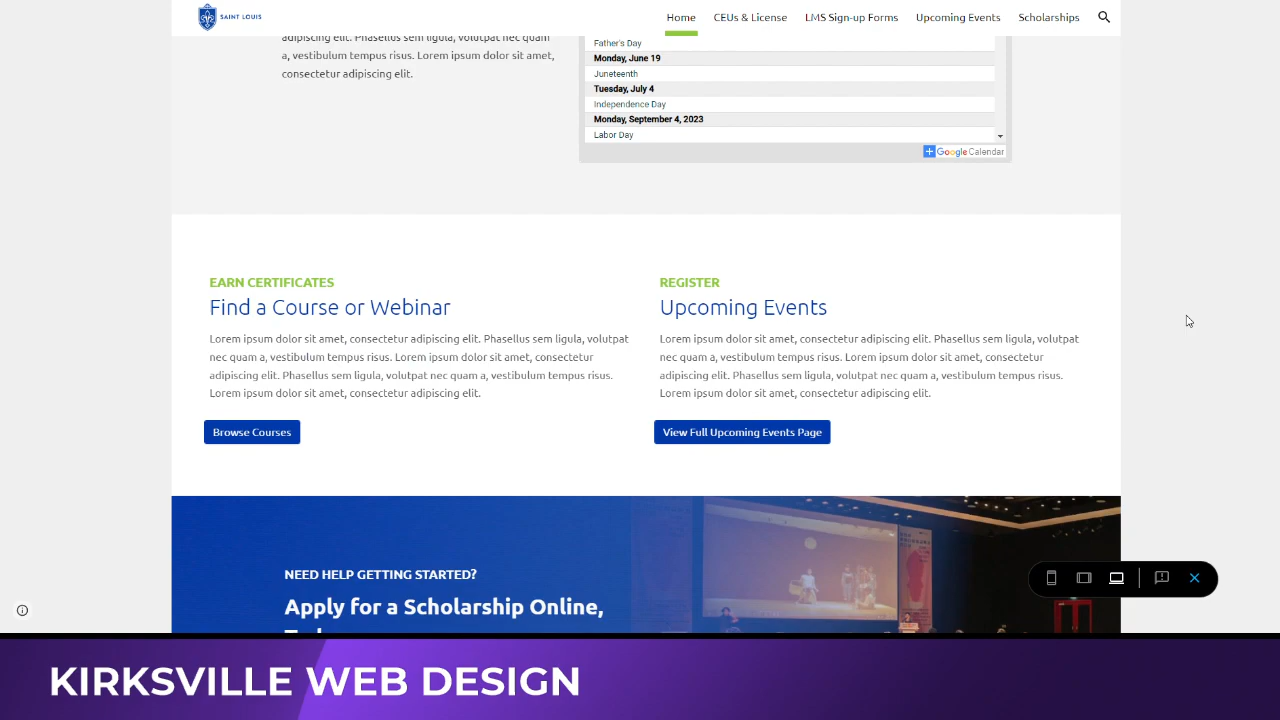 SAINT LOUIS
Home
CEUs & License
LMS Sign-up Forms
Upcoming Events
Scholarships
adipiscing elit. Phasellus sem ligula, volutpat nec quam
a, vestibulum tempus risus. Lorem ipsum dolor sit amet,
consectetur adipiscing elit.
Father's Day
Monday, June 19
Juneteenth
Tuesday, July 4
Independence Day
Monday, September 4, 2023
Labor Day
Google Calendar
EARN CERTIFICATES
Find a Course or Webinar
Lorem ipsum dolor sit amet, consectetur adipiscing elit. Phasellus sem ligula, volutpat
nec quam a, vestibulum tempus risus. Lorem ipsum dolor sit amet, consectetur
adipiscing elit. Phasellus sem ligula, volutpat nec quam a, vestibulum tempus risus.
Lorem ipsum dolor sit amet, consectetur adipiscing elit.
Browse Courses
REGISTER
Upcoming Events
Lorem ipsum dolor sit amet, consectetur adipiscing elit. Phasellus sem ligula, volutpat
nec quam a, vestibulum tempus risus. Lorem ipsum dolor sit amet, consectetur
adipiscing elit. Phasellus sem ligula, volutpat nec quam a, vestibulum tempus risus.
Lorem ipsum dolor sit amet, consectetur adipiscing elit.
View Full Upcoming Events Page
NEED HELP GETTING STARTED?
Apply for a Scholarship Online,
KIRKSVILLE WEB DESIGN